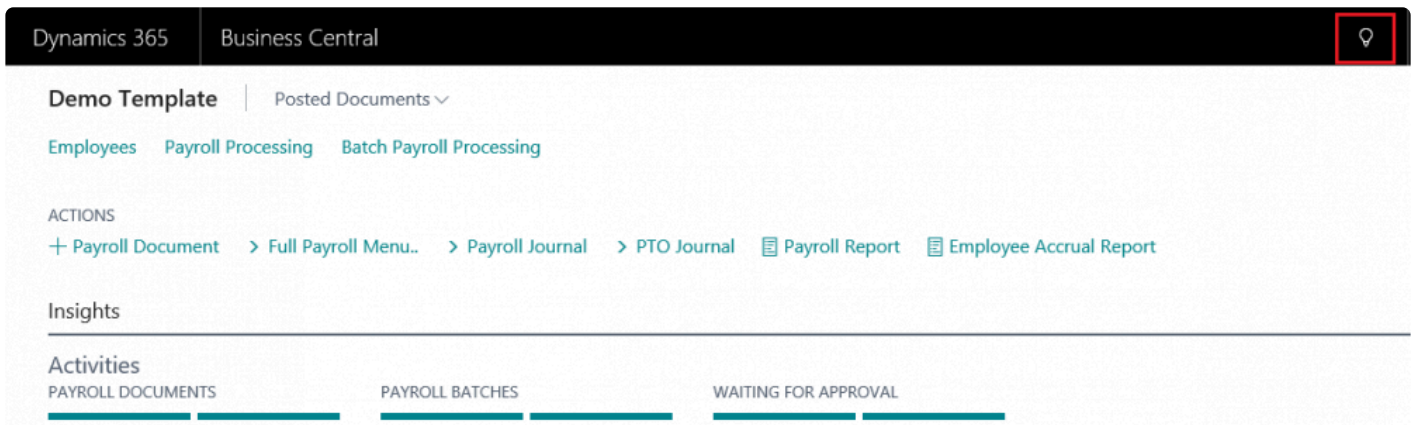 Dynamics 365 Business Central
Demo Template Posted Documents
Employees Payroll Processing Batch Payroll Processing
ACTIONS
Payroll Document Full Payroll Menu.. Payroll Journal PTO Journal Payroll Report Employee Accrual Report
Insights
Activities
PAYROLL DOCUMENTS PAYROLL BATCHES WAITING FOR APPROVAL